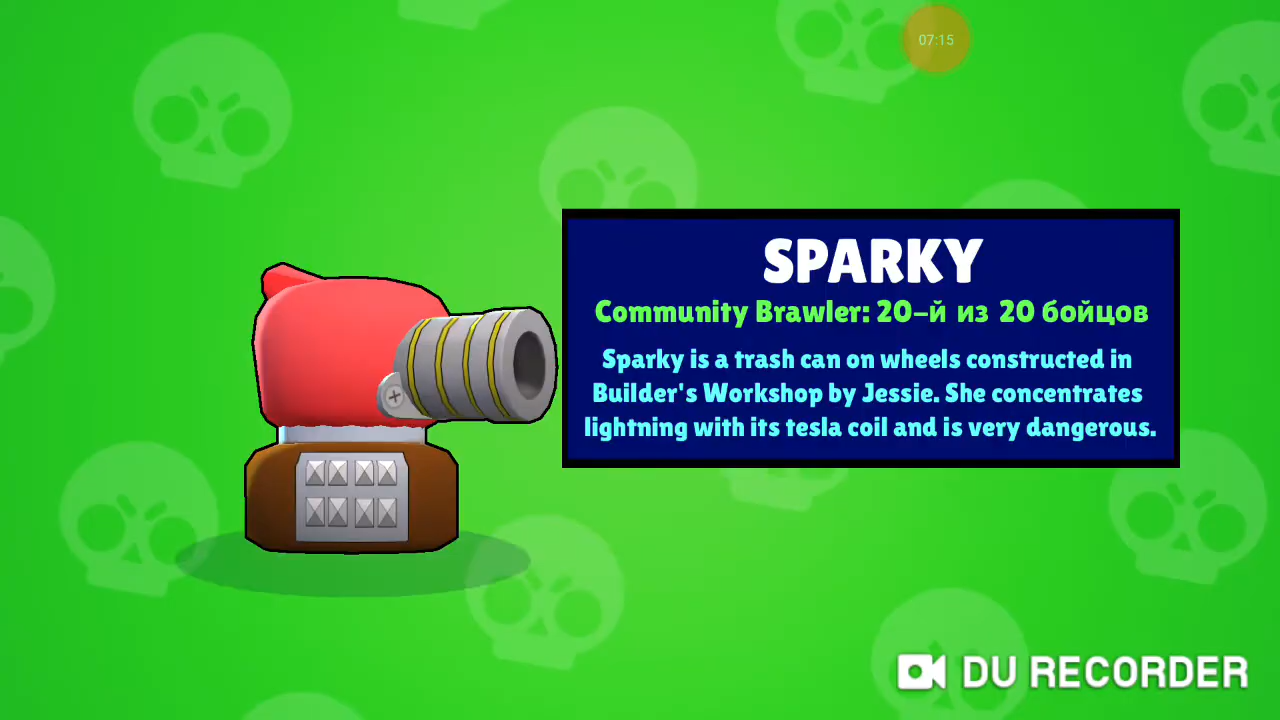 07:15
SPARKY
Community Brawler: 20-й из 20 бойцов
Sparky is a trash can on wheels constructed in
Builder's Workshop by Jessie. She concentrates
lightning with its tesla coil and is very dangerous.
DU RECORDER